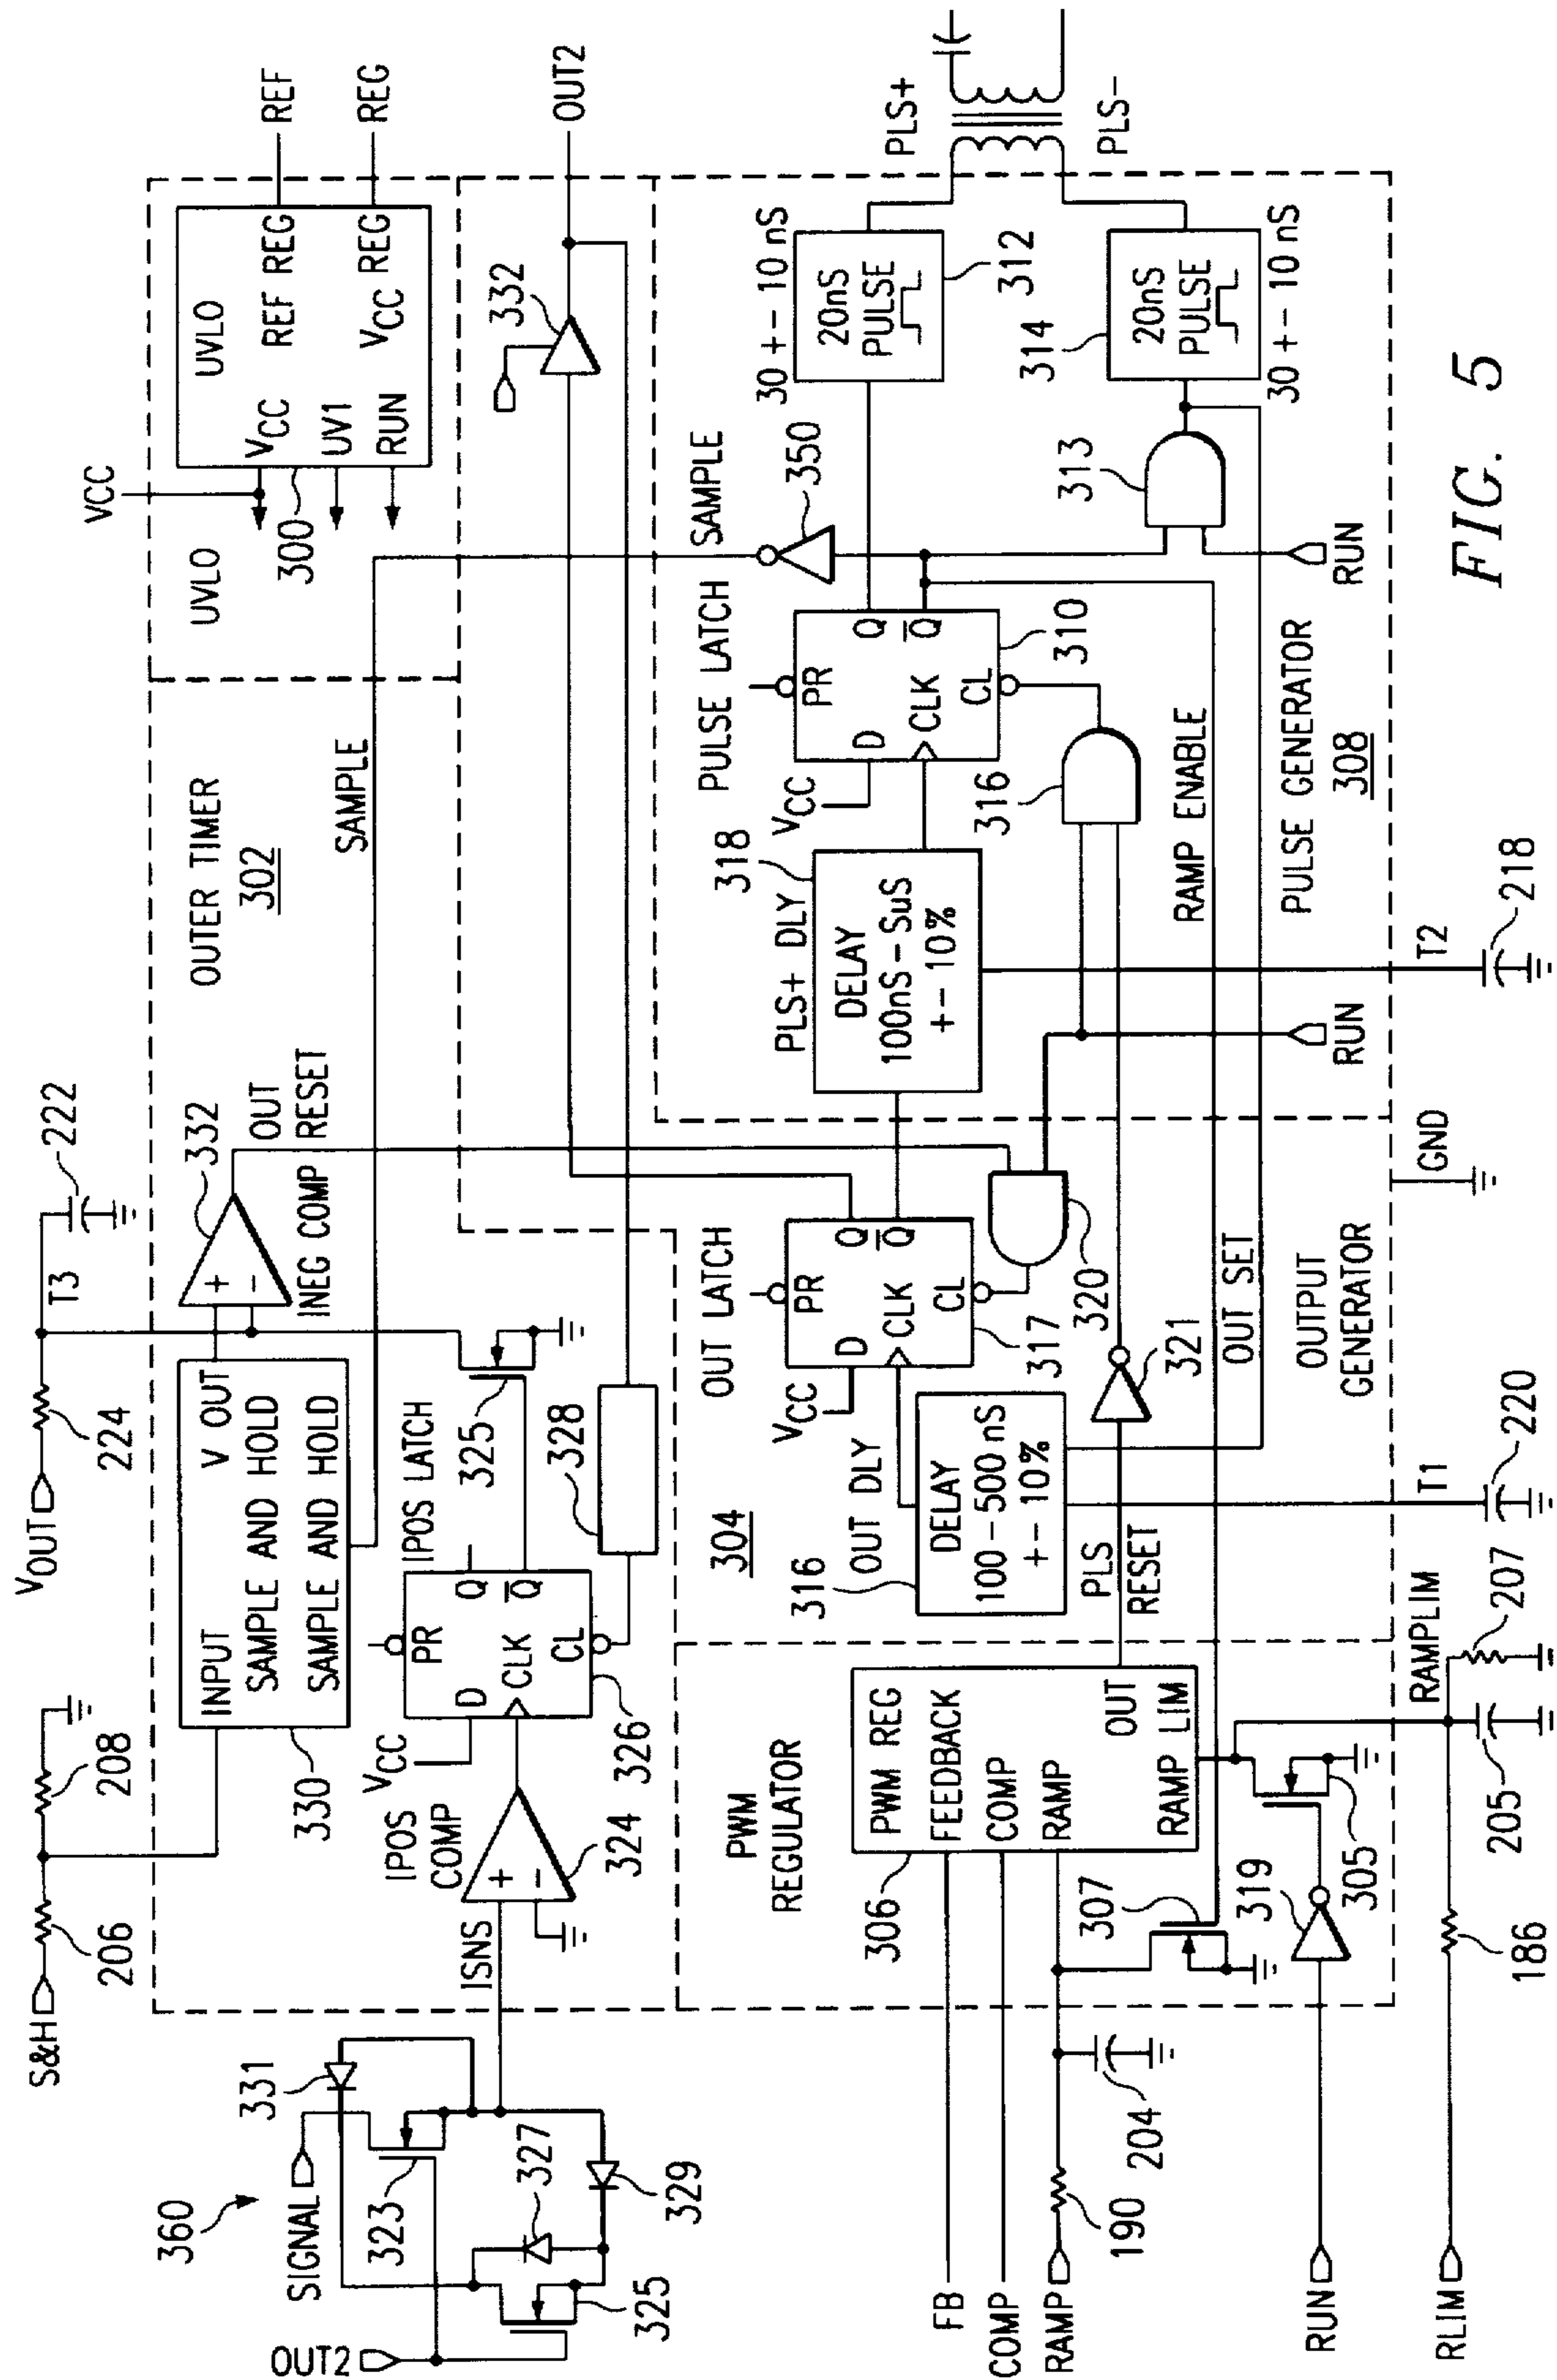 S&H
206
208
VOUT
224
T3
222
VCC
INPUT
V OUT
SAMPLE AND HOLD
SAMPLE AND HOLD
330
332
OUT RESET
INEG COMP
OUTER TIMER
302
SAMPLE
UVLO
300
UVLO
VCC
REF REG
UV1
VCC REG
RUN
REF
REG
360
SIGNAL
331
323
327
329
325
OUT2
ISNS
IPOS COMP
+
−
324
VCC
PR
D
Q
CLK
Q
CL
326
IPOS LATCH
325
328
+
−
332
OUT2
PWM REGULATOR
306
PWM REG
FEEDBACK
COMP
RAMP
OUT
RAMP LIM
FB
COMP
RAMP
190
204
307
319
305
RUN
RLIM
186
205
207
RAMPLIM
304
316
OUT DLY
DELAY
100-500 nS
+- 10%
PLS RESET
T1
220
OUT LATCH
VCC
PR
D
Q
CLK
Q
CL
317
320
321
OUT SET
OUTPUT GENERATOR
GND
318
PLS+ DLY
DELAY
100nS-SuS
+- 10%
T2
218
RUN
PULSE LATCH
VCC
PR
D
Q
CLK
Q
CL
310
316
RAMP ENABLE
PULSE GENERATOR
308
SAMPLE
350
313
RUN
30 +- 10 nS
20nS
PULSE
312
314
20nS
PULSE
30 +- 10 nS
PLS+
PLS-
FIG. 5